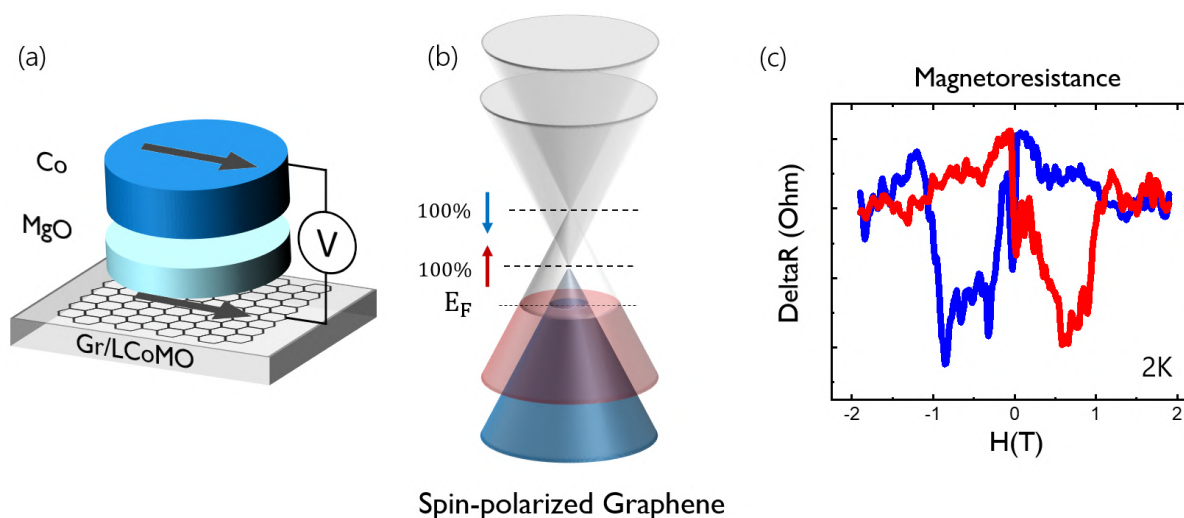 (a)
Co
MgO
V
Gr/LCoMO
(b)
100%
100%
E_F
Spin-polarized Graphene
(c)
Magnetoresistance
DeltaR (Ohm)
2K
-2 -1 0 1 2
H(T)